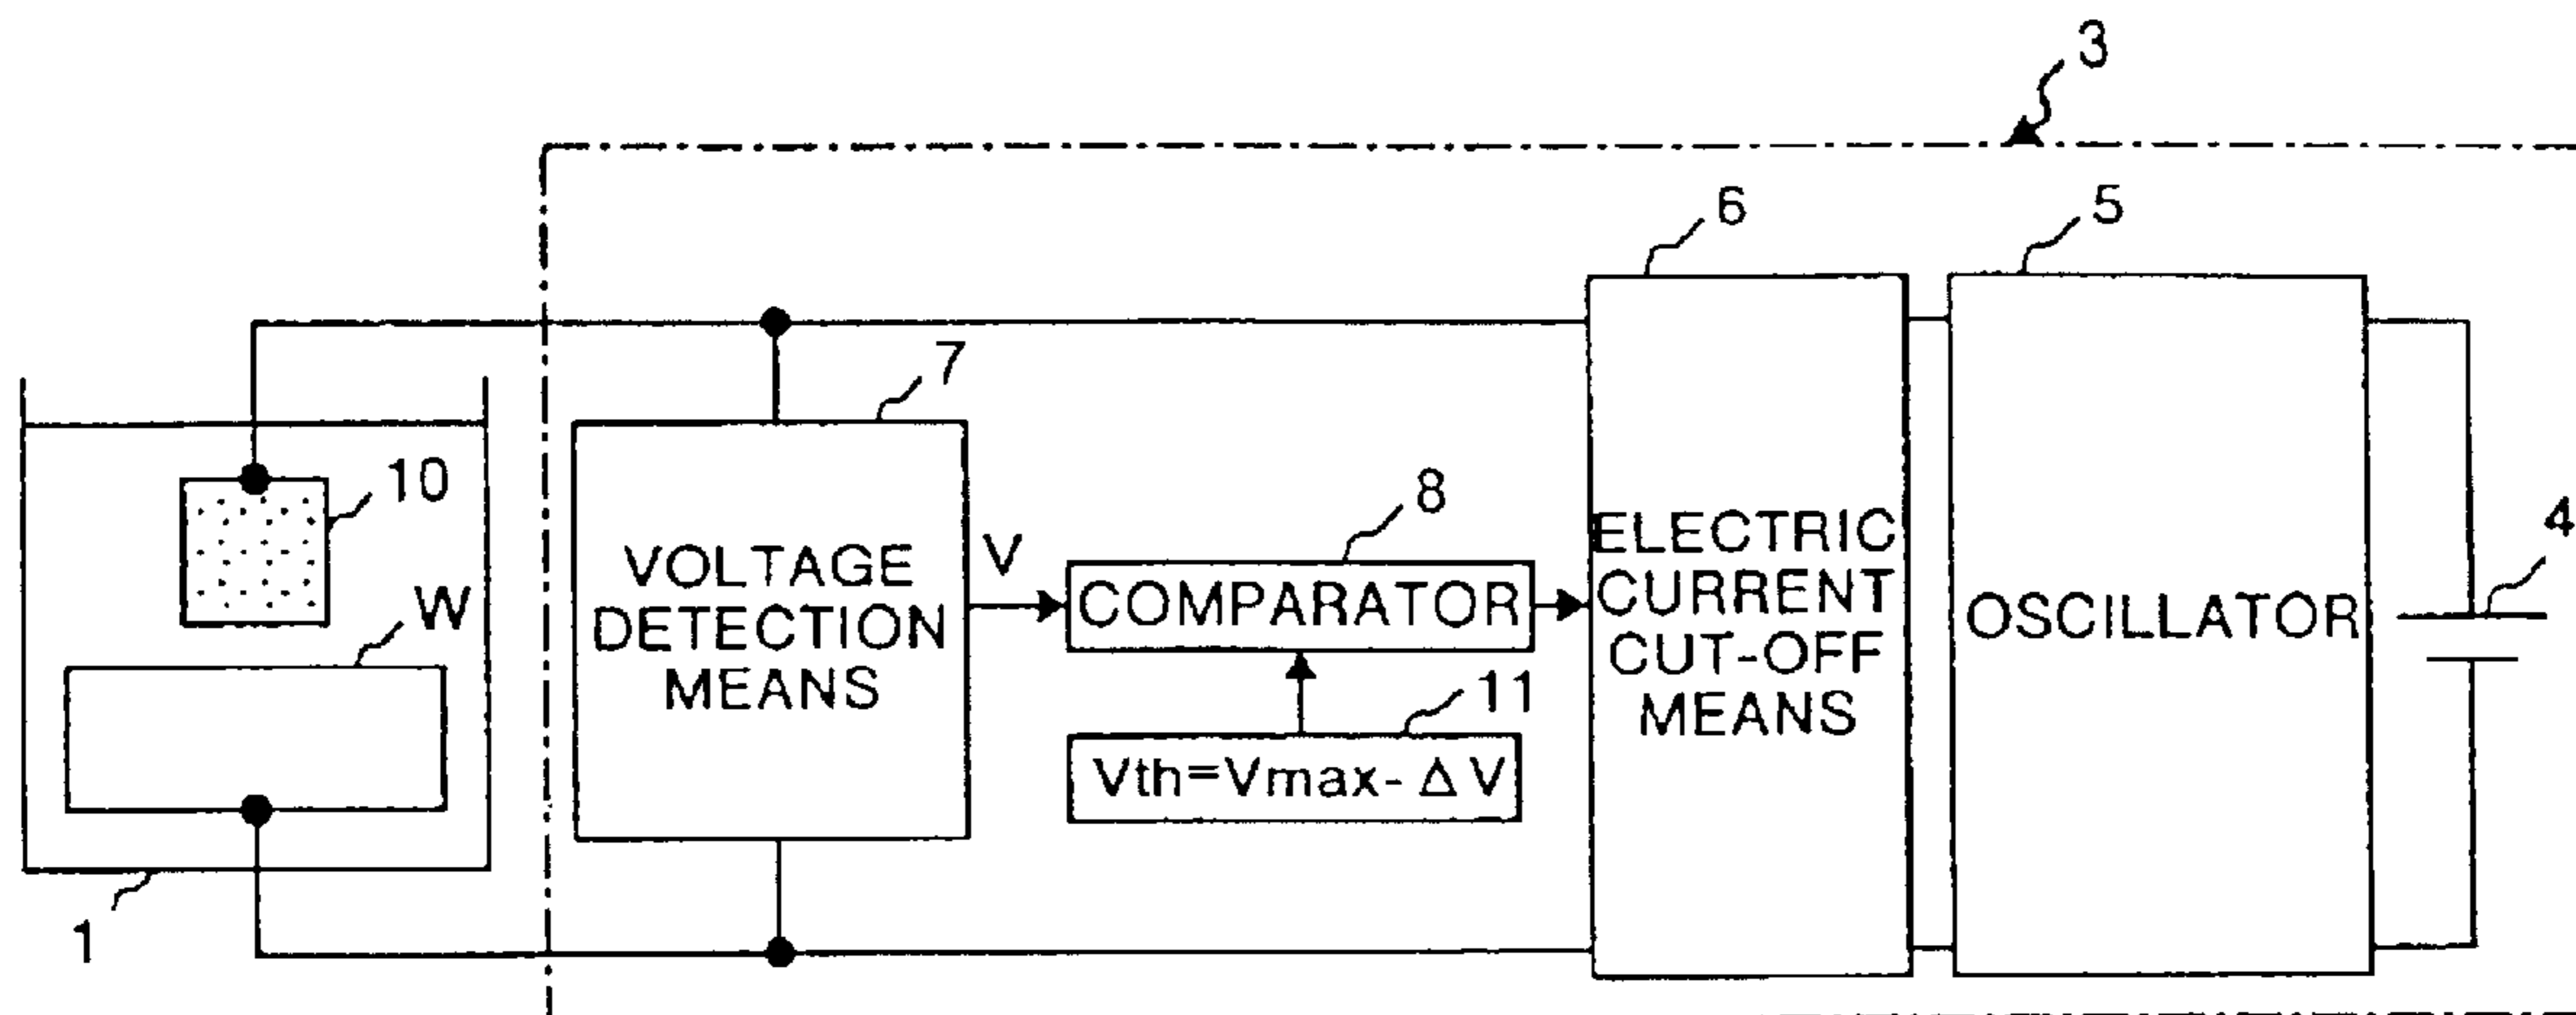 3
6
5
7
10
8
4
W
V
VOLTAGE
DETECTION
MEANS
COMPARATOR
ELECTRIC
CURRENT
CUT-OFF
MEANS
OSCILLATOR
11
Vth=Vmax- Δ V
1